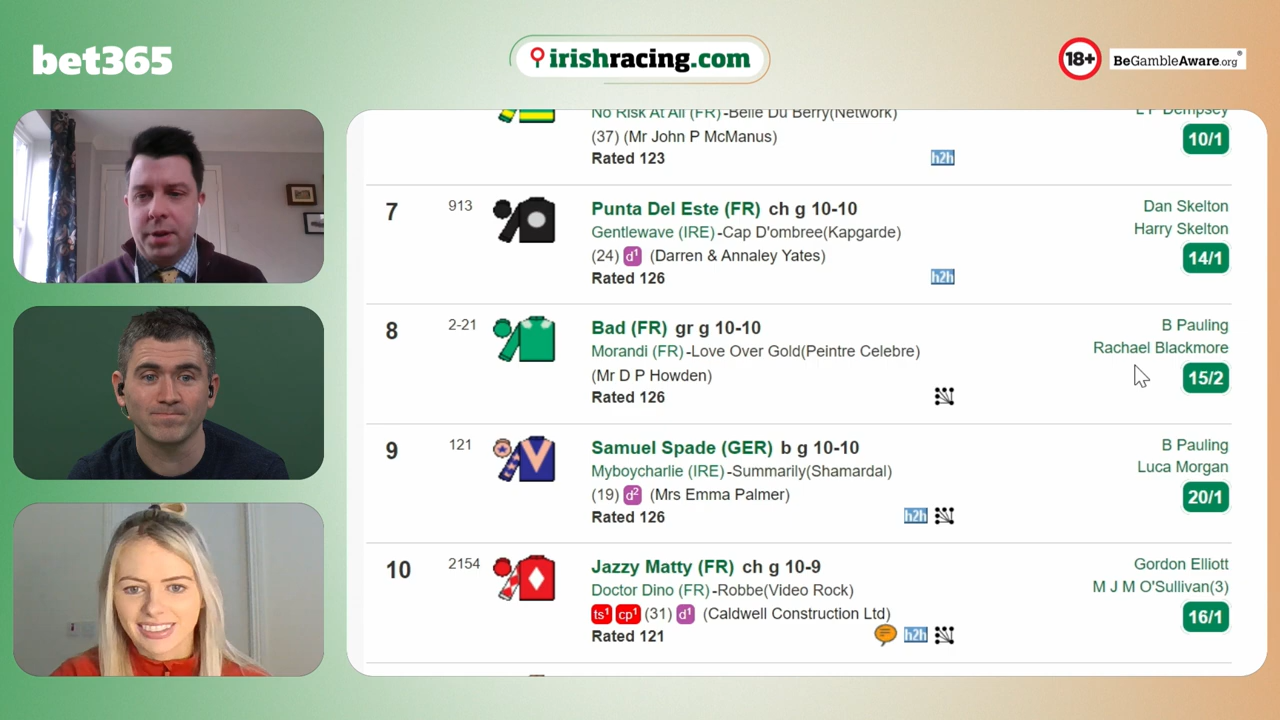 bet365
irishracing.com
18+
BeGambleAware.org®
No Risk At All (FR)-Belle Du Berry(Network)
L P Dempsey
(37) (Mr John P McManus)
10/1
Rated 123
h2h
7
913
Punta Del Este (FR) ch g 10-10
Dan Skelton
Gentlewave (IRE)-Cap D'ombree(Kapgarde)
Harry Skelton
(24) d1 (Darren & Annaley Yates)
14/1
Rated 126
h2h
8
2-21
Bad (FR) gr g 10-10
B Pauling
Morandi (FR)-Love Over Gold(Peintre Celebre)
Rachael Blackmore
(Mr D P Howden)
15/2
Rated 126
9
121
Samuel Spade (GER) b g 10-10
B Pauling
Myboycharlie (IRE)-Summarily(Shamardal)
Luca Morgan
(19) d2 (Mrs Emma Palmer)
20/1
Rated 126
h2h
10
2154
Jazzy Matty (FR) ch g 10-9
Gordon Elliott
Doctor Dino (FR)-Robbe(Video Rock)
M J M O'Sullivan(3)
ts1 cp1 (31) d1 (Caldwell Construction Ltd)
16/1
Rated 121
h2h